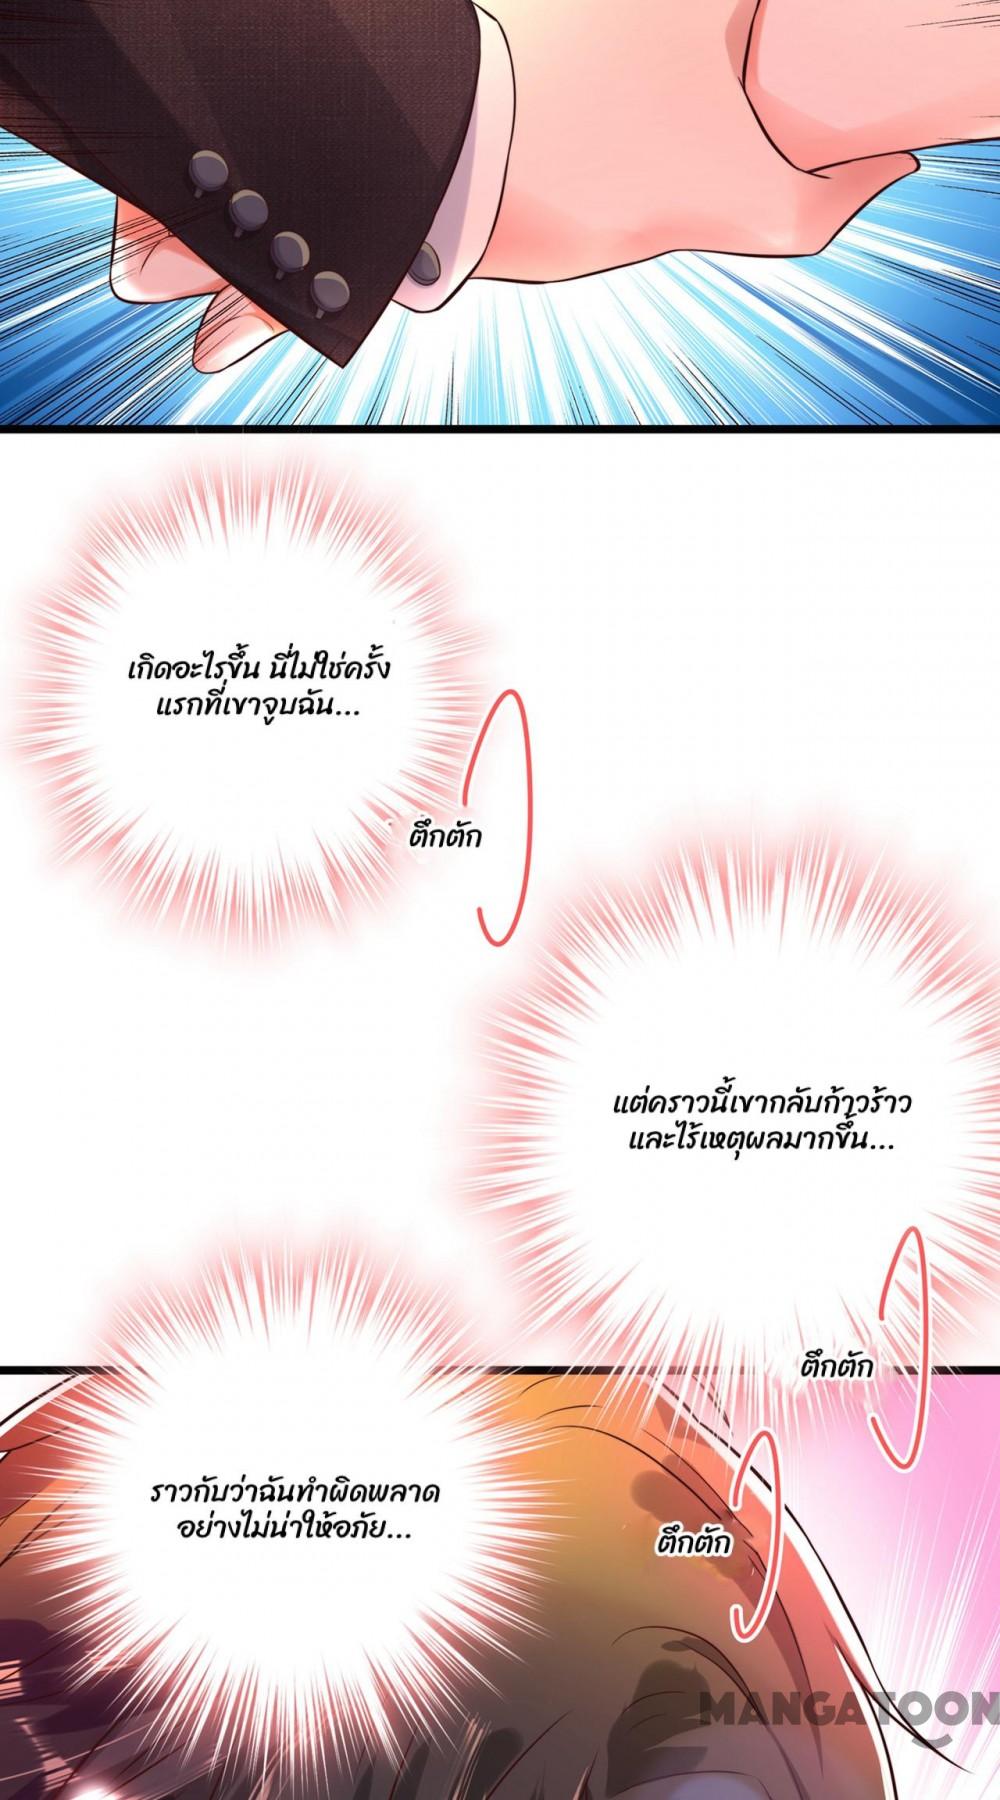 เกิดอะไรขึ้น นี่ไม่ใช่ครั้ง
แรกที่เขาจูบฉัน...
ตึกตัก
แต่คราวนี้เขากลับก้าวร้าว
และไร้เหตุผลมากขึ้น...
ตึกตัก
ราวกับว่าฉันทำผิดพลาด
อย่างไม่น่าให้อภัย...
ตึกตัก
MANGATOON